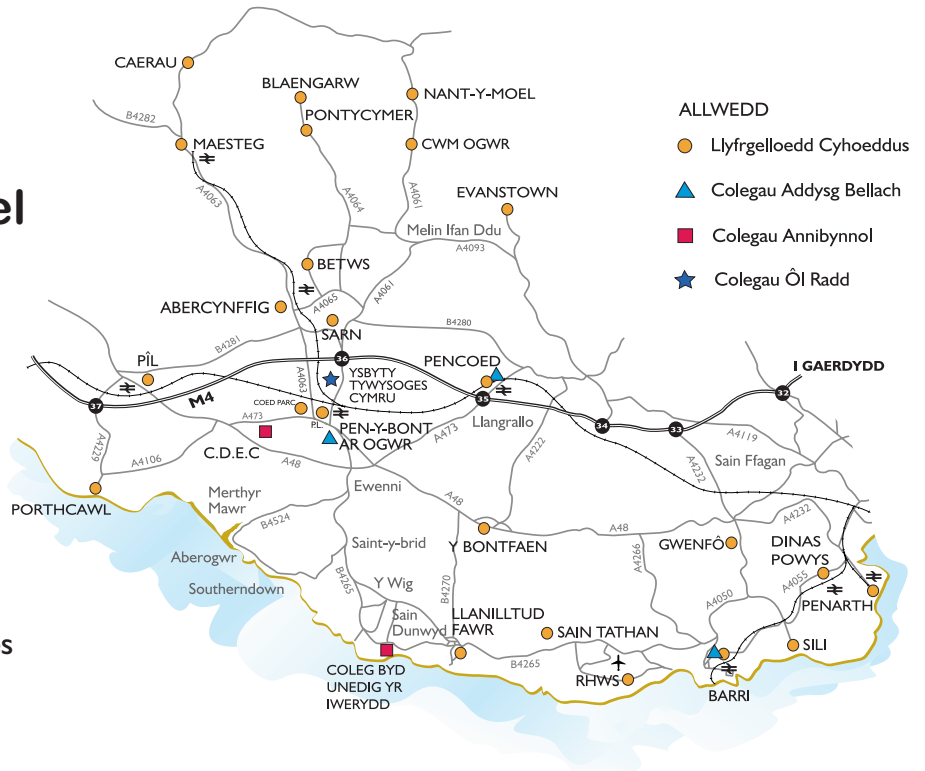 CAERAU
BLAENGARW
NANT-Y-MOEL
PONTYCYMER
B4282
MAESTEG
CWM OGWR
A4063
A4064
A4061
EVANSTOWN
el
Melin Ifan Ddu
A4093
BETWS
A4061
A4065
ABERCYNFFIG
SARN
B4280
B4281
PÎL
36
PENCOED
I GAERDYDD
YSBYTY
TYWYSOGES
CYMRU
A4063
M4
COED PARC
P.L.
35
32
37
34
33
A473
PEN-Y-BONT
AR OGWR
A473
Llangrallo
A4119
C.D.E.C
A48
A4222
Sain Ffagan
A4229
A4106
A4232
PORTHCAWL
Merthyr
Mawr
Ewenni
A48
B4524
A4232
Aberogwr
Saint-y-brid
Y BONTFAEN
A48
GWENFÔ
DINAS
POWYS
Southerndown
B4265
Y Wig
B4270
A4266
A4050
A4055
PENARTH
Sain
Dunwyd
LLANILLTUD
FAWR
SAIN TATHAN
SILI
es
B4265
COLEG BYD
UNEDIG YR
IWERYDD
RHWS
BARRI
ALLWEDD
Llyfrgelloedd Cyhoeddus
Colegau Addysg Bellach
Colegau Annibynnol
Colegau Ôl Radd